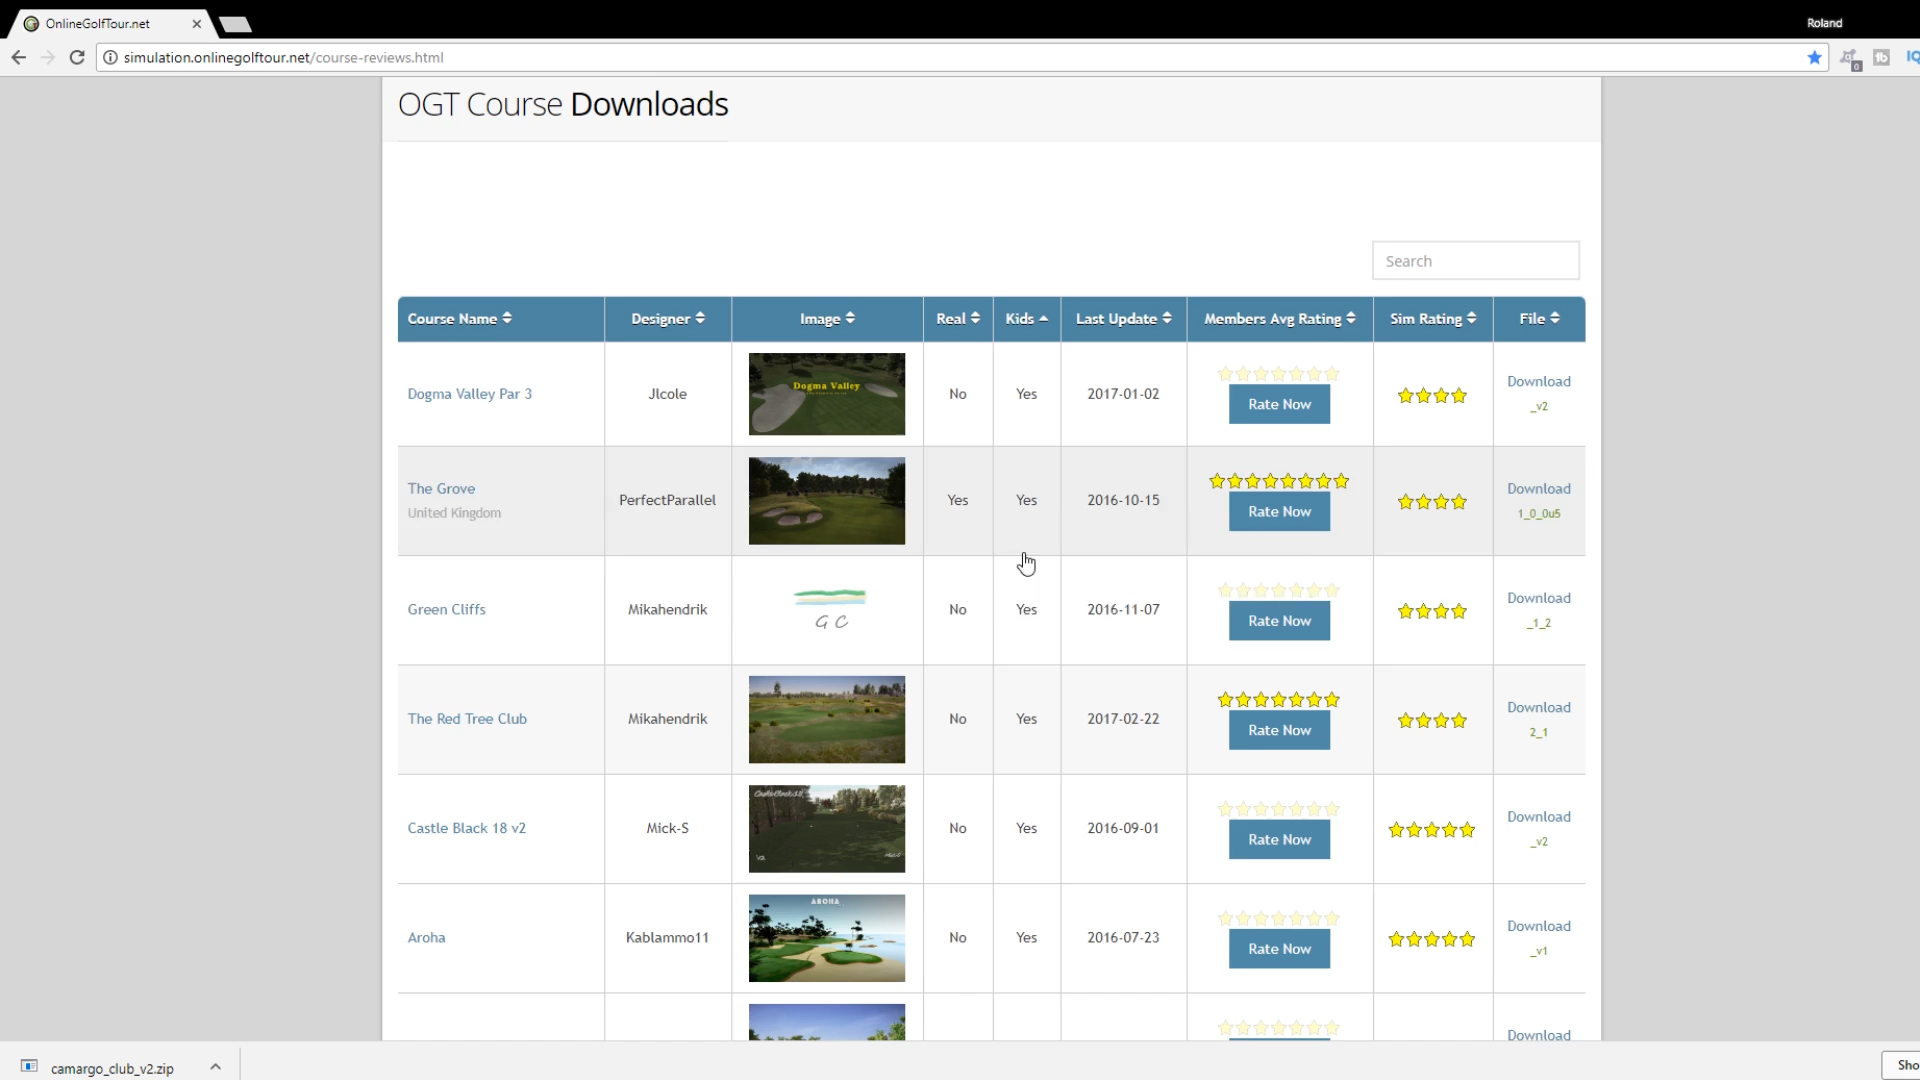 OnlineGolfTour.net
Roland
simulation.onlinegolftour.net/course-reviews.html
0
OGT Course Downloads
Search
Course Name Designer Image Real Kids Last Update Members Avg Rating Sim Rating File
Dogma Valley
Dogma Valley Par 3 Jlcole No Yes 2017-01-02 Rate Now Download
_v2
The Grove PerfectParallel Yes Yes 2016-10-15 Rate Now Download
United Kingdom 1_0_0u5
Green Cliffs Mikahendrik G C No Yes 2016-11-07 Rate Now Download
_1_2
The Red Tree Club Mikahendrik No Yes 2017-02-22 Rate Now Download
2_1
Castle Black 18 v2 Mick-S No Yes 2016-09-01 Rate Now Download
_v2
AROHA
Aroha Kablammo11 No Yes 2016-07-23 Rate Now Download
_v1
Download
camargo_club_v2.zip
Sho